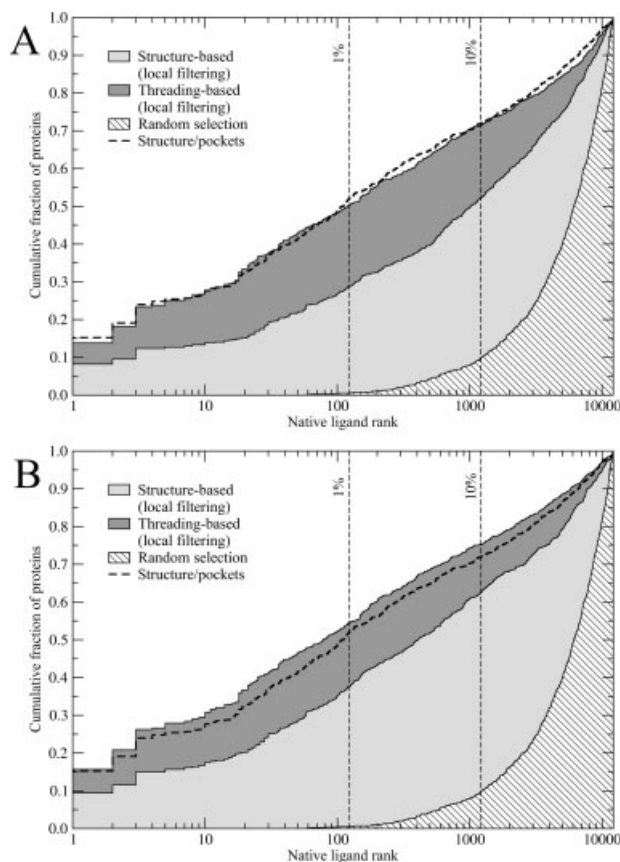 A
1.0
0.9
0.8
0.7
0.6
0.5
0.4
0.3
0.2
0.1
0.0
Cumulative fraction of proteins
Structure-based
(local filtering)
Threading-based
(local filtering)
Random selection
Structure/pockets
1%
10%
1 10 100 1000 10000
Native ligand rank
B
1.0
0.9
0.8
0.7
0.6
0.5
0.4
0.3
0.2
0.1
0.0
Cumulative fraction of proteins
Structure-based
(local filtering)
Threading-based
(local filtering)
Random selection
Structure/pockets
1%
10%
1 10 100 1000 10000
Native ligand rank